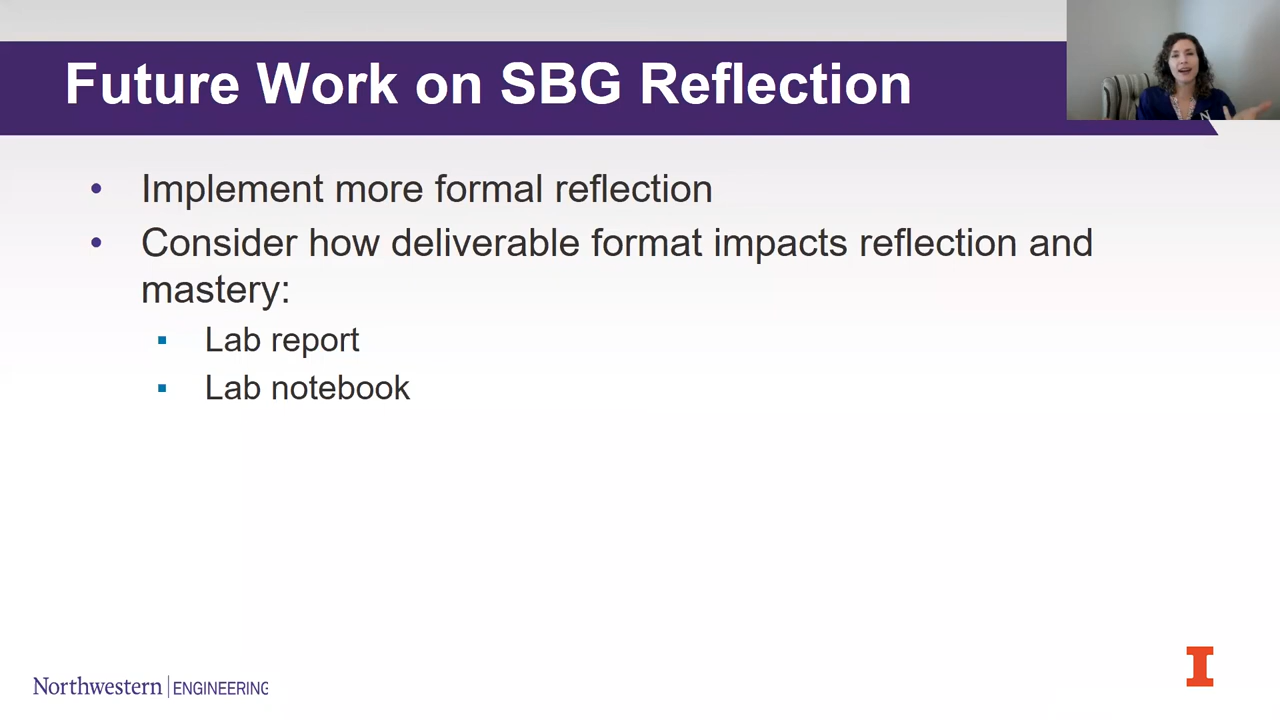 Future Work on SBG Reflection
• Implement more formal reflection
• Consider how deliverable format impacts reflection and
mastery:
▪ Lab report
▪ Lab notebook
Northwestern | ENGINEERING
I
N